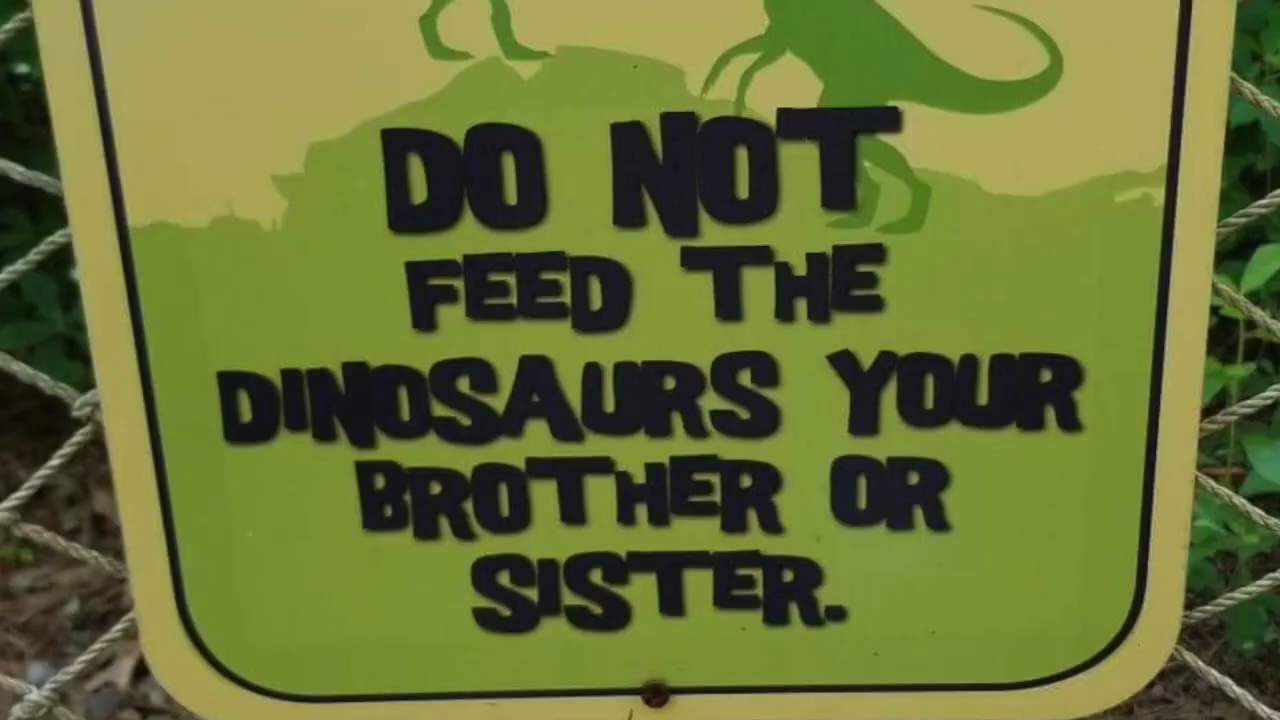 DO NOT
FEED THE
DINOSAURS YOUR
BROTHER OR
SISTER.